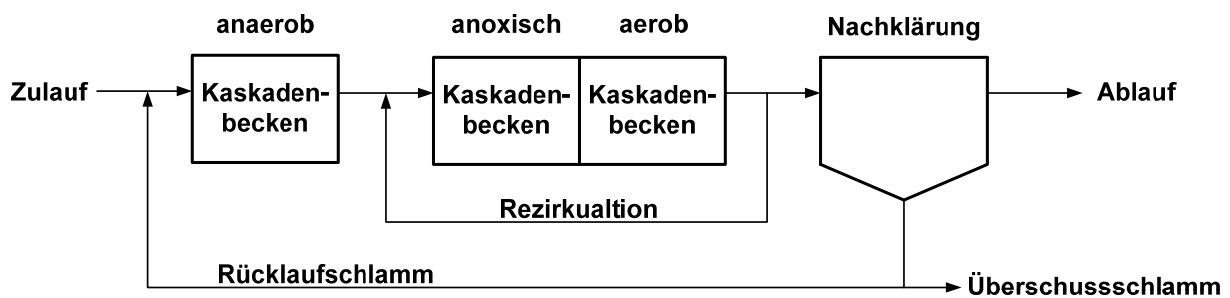 anaerob
anoxisch
aerob
Nachklärung
Zulauf
Kaskaden-
becken
Kaskaden-
becken
Kaskaden-
becken
Ablauf
Rezirkualtion
Rücklaufschlamm
Überschussschlamm